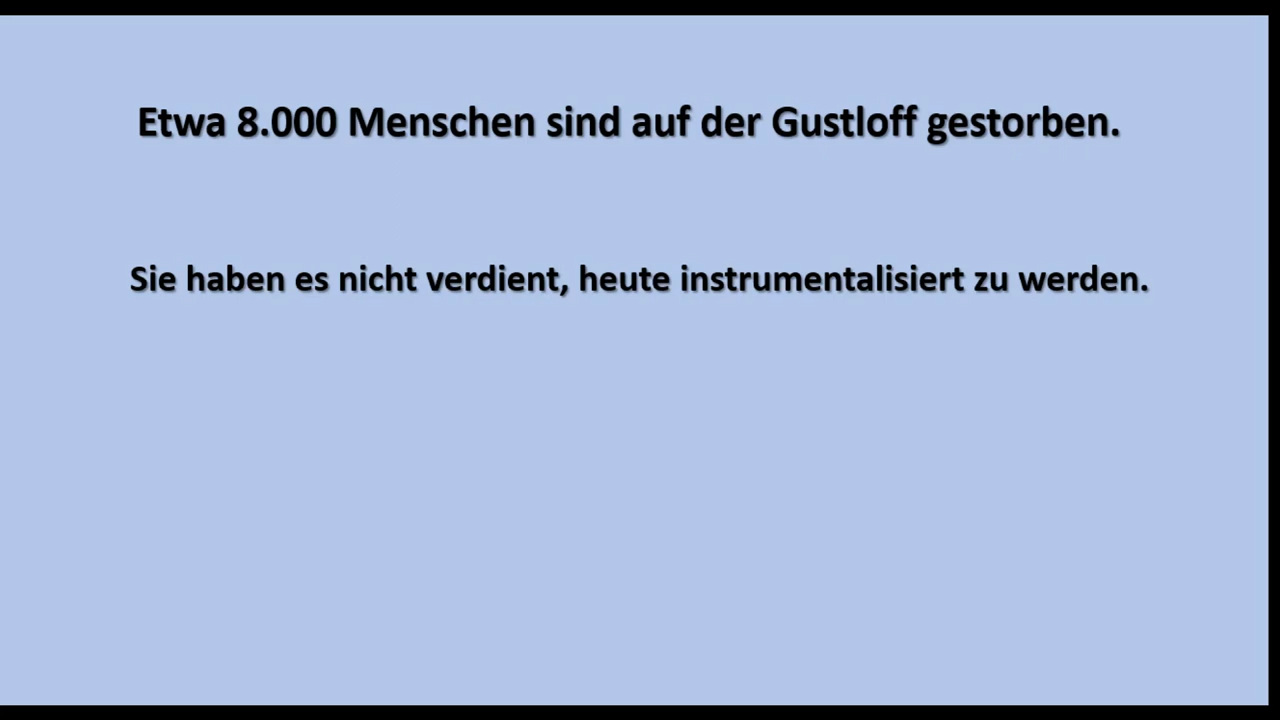 Etwa 8.000 Menschen sind auf der Gustloff gestorben.
Sie haben es nicht verdient, heute instrumentalisiert zu werden.